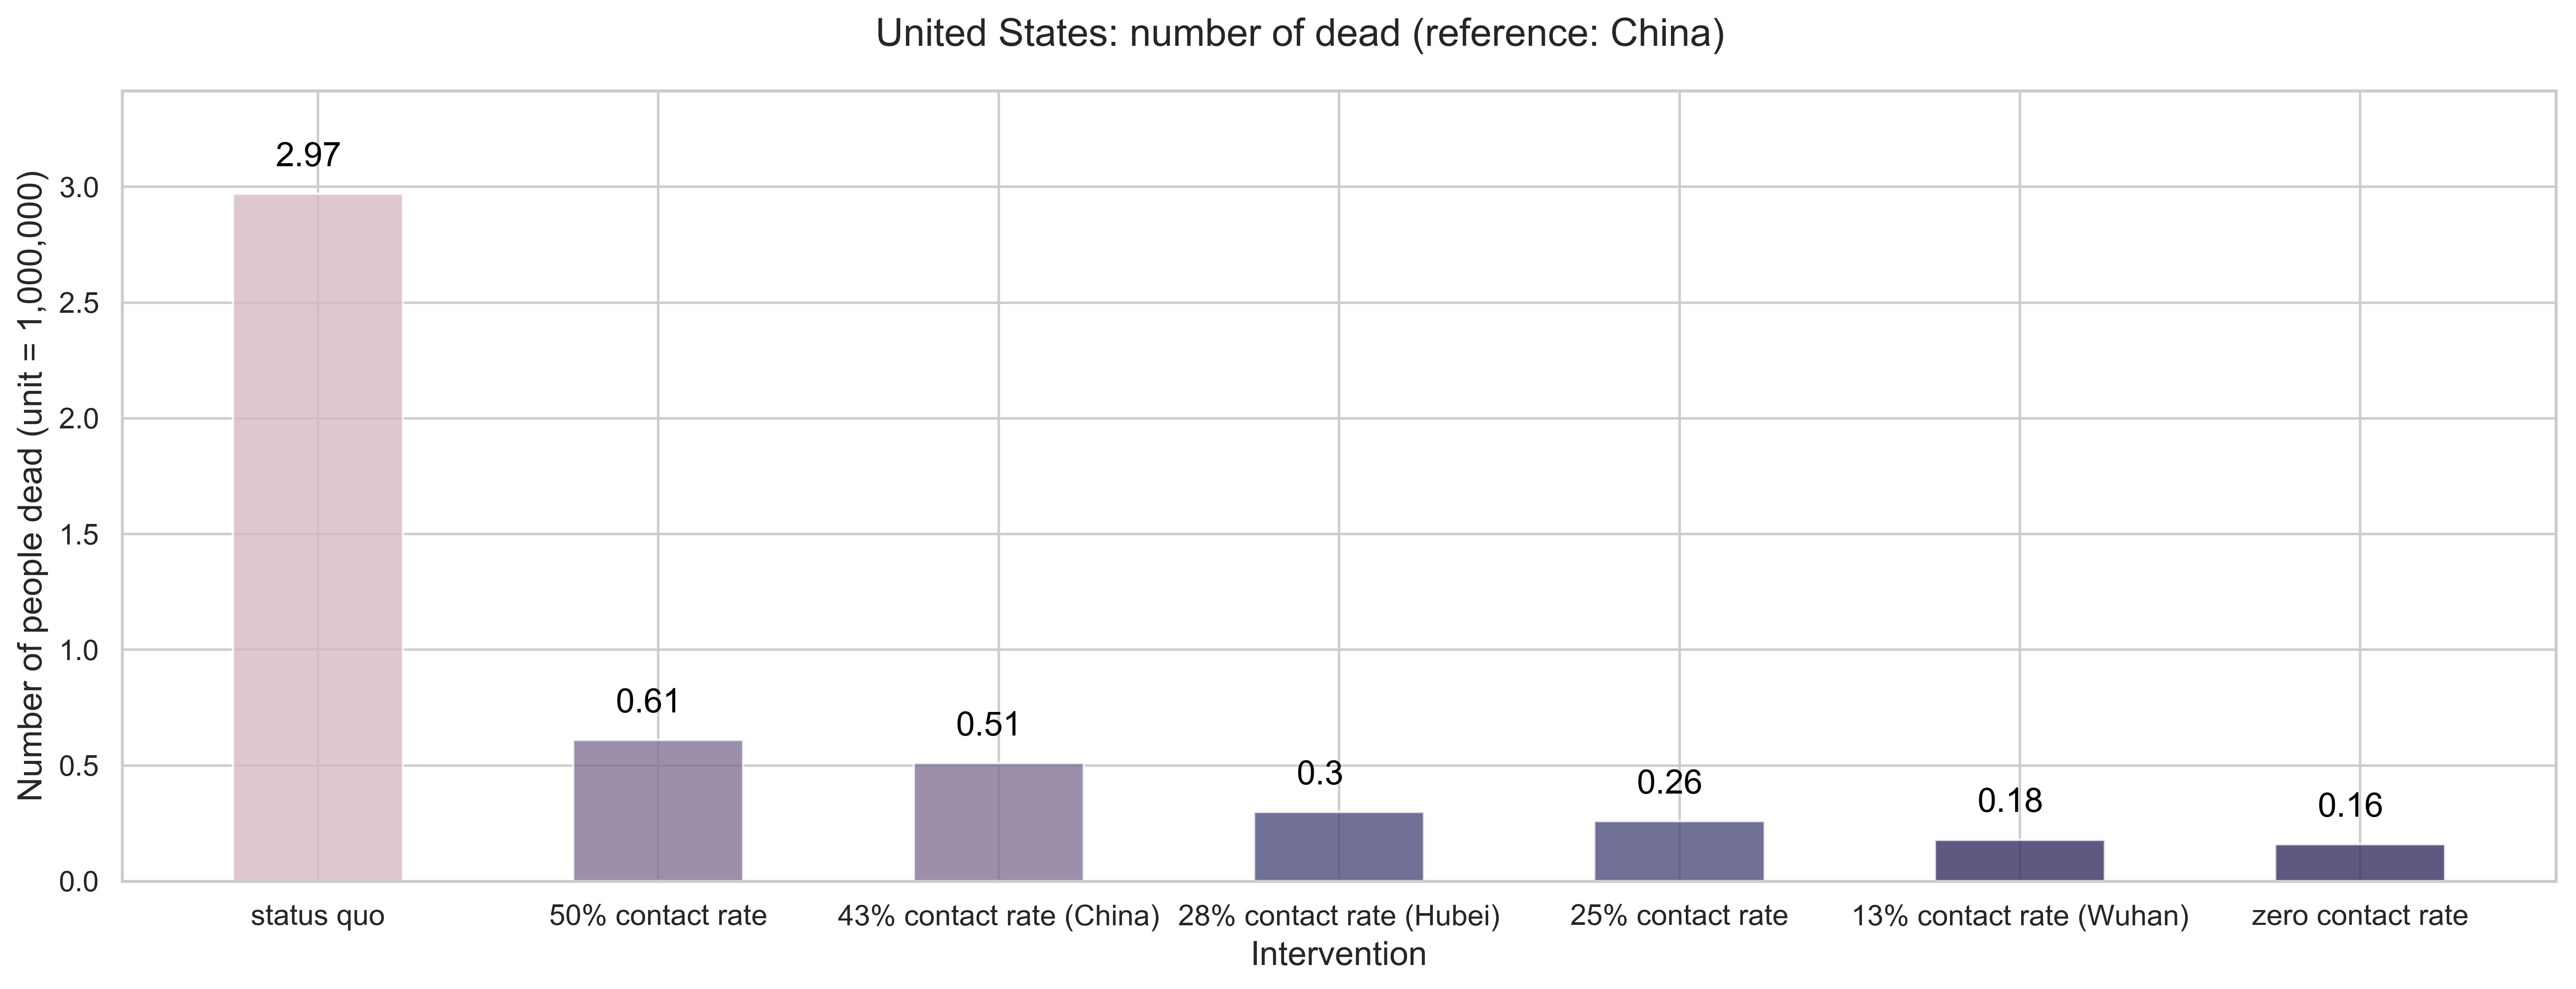 United States: number of dead (reference: China)
Number of people dead (unit = 1,000,000)
3.0
2.5
2.0
1.5
1.0
0.5
0.0
2.97
0.61
0.51
0.3
0.26
0.18
0.16
status quo
50% contact rate
43% contact rate (China)
28% contact rate (Hubei)
25% contact rate
13% contact rate (Wuhan)
zero contact rate
Intervention